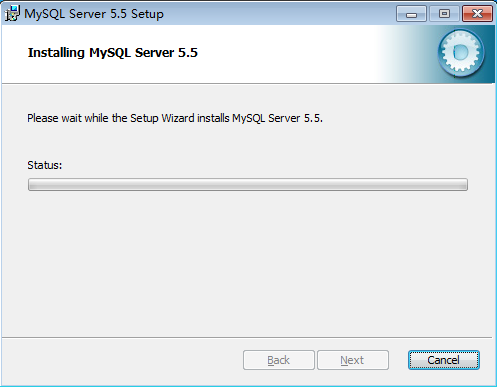 MySQL Server 5.5 Setup
Installing MySQL Server 5.5
Please wait while the Setup Wizard installs MySQL Server 5.5.
Status:
Back Next Cancel